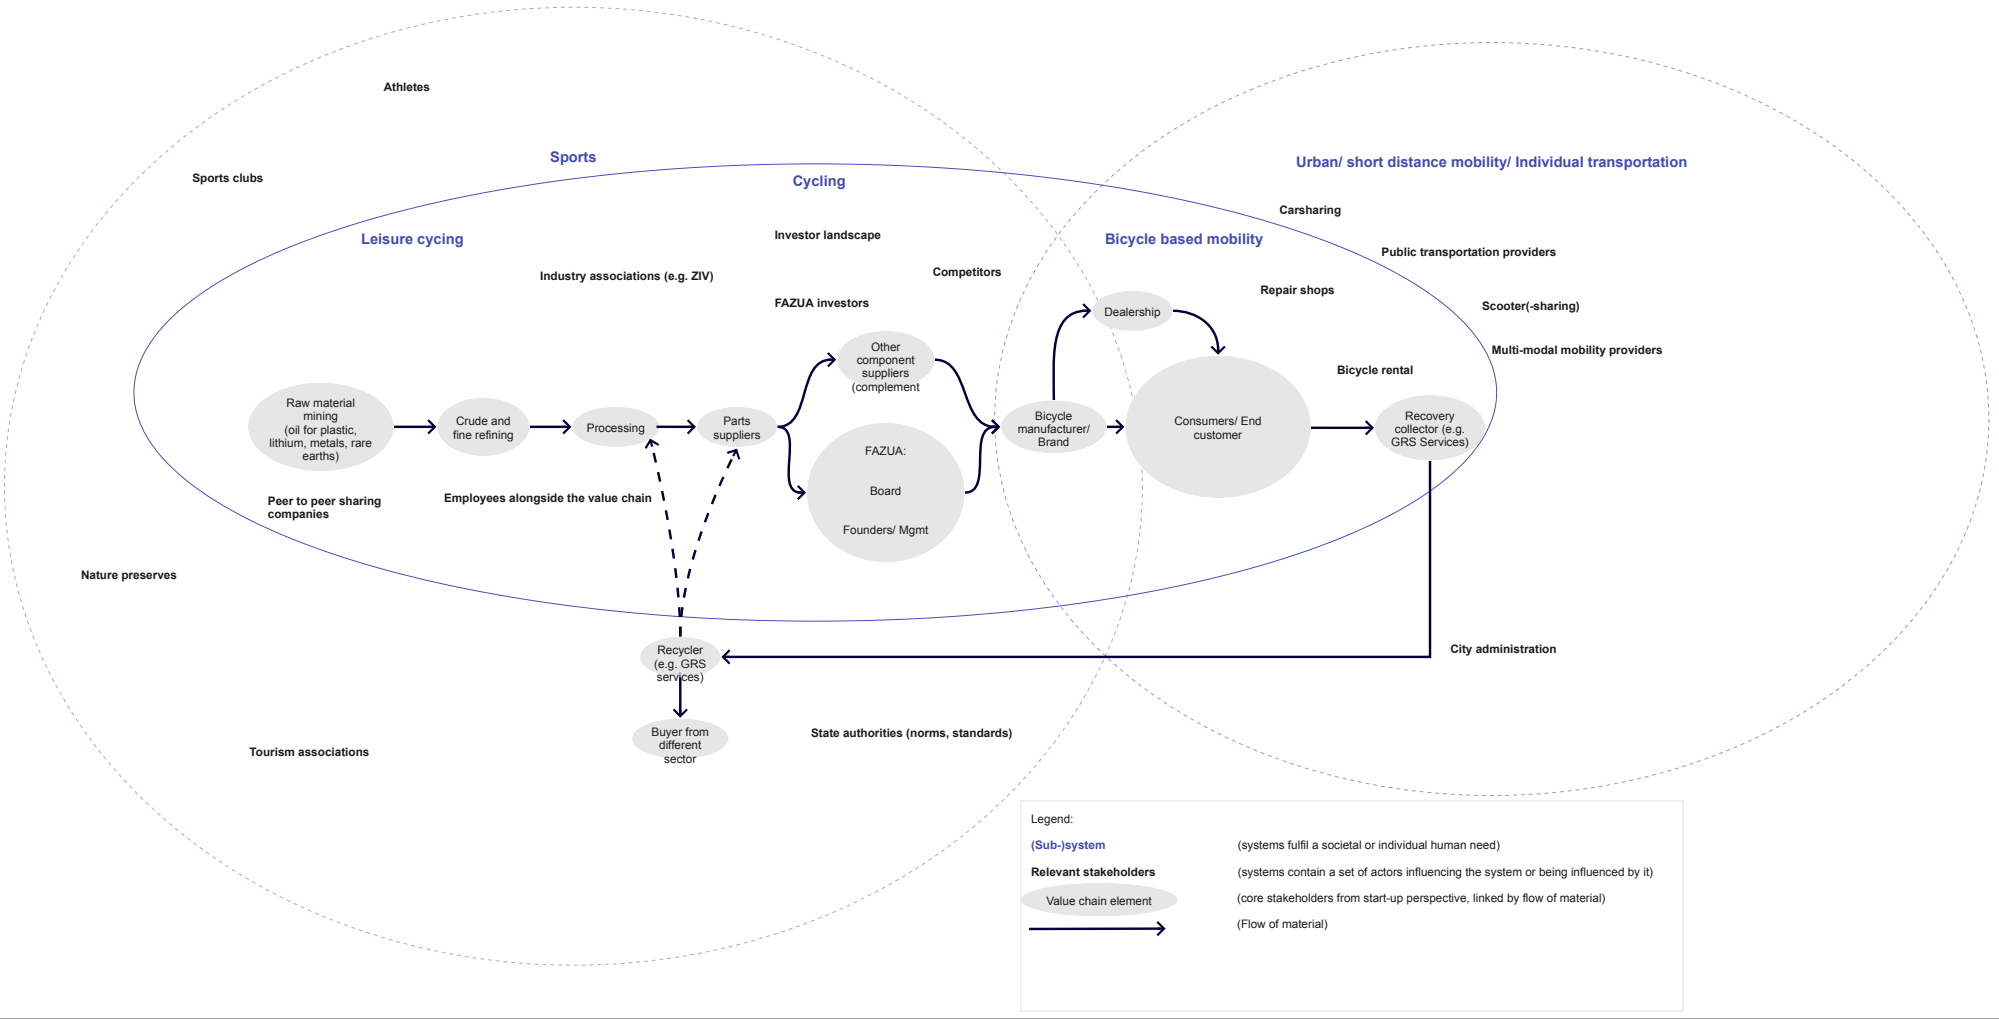 Athletes
Sports
Urban/ short distance mobility/ Individual transportation
Sports clubs
Cycling
Carsharing
Leisure cycing
Investor landscape
Bicycle based mobility
Public transportation providers
Industry associations (e.g. ZIV)
Competitors
Repair shops
FAZUA investors
Scooter(-sharing)
Dealership
Other
component
suppliers
(complement
Multi-modal mobility providers
Bicycle rental
Raw material
mining
(oil for plastic,
lithium, metals, rare
earths)
Crude and
fine refining
Processing
Parts
suppliers
Bicycle
manufacturer/
Brand
Consumers/ End
customer
Recovery
collector (e.g.
GRS Services)
FAZUA:
Board
Founders/ Mgmt
Peer to peer sharing
companies
Employees alongside the value chain
Nature preserves
Recycler
(e.g. GRS
services)
City administration
Buyer from
different
sector
State authorities (norms, standards)
Tourism associations
Legend:
(Sub-)system
(systems fulfil a societal or individual human need)
Relevant stakeholders
(systems contain a set of actors influencing the system or being influenced by it)
Value chain element
(core stakeholders from start-up perspective, linked by flow of material)
(Flow of material)